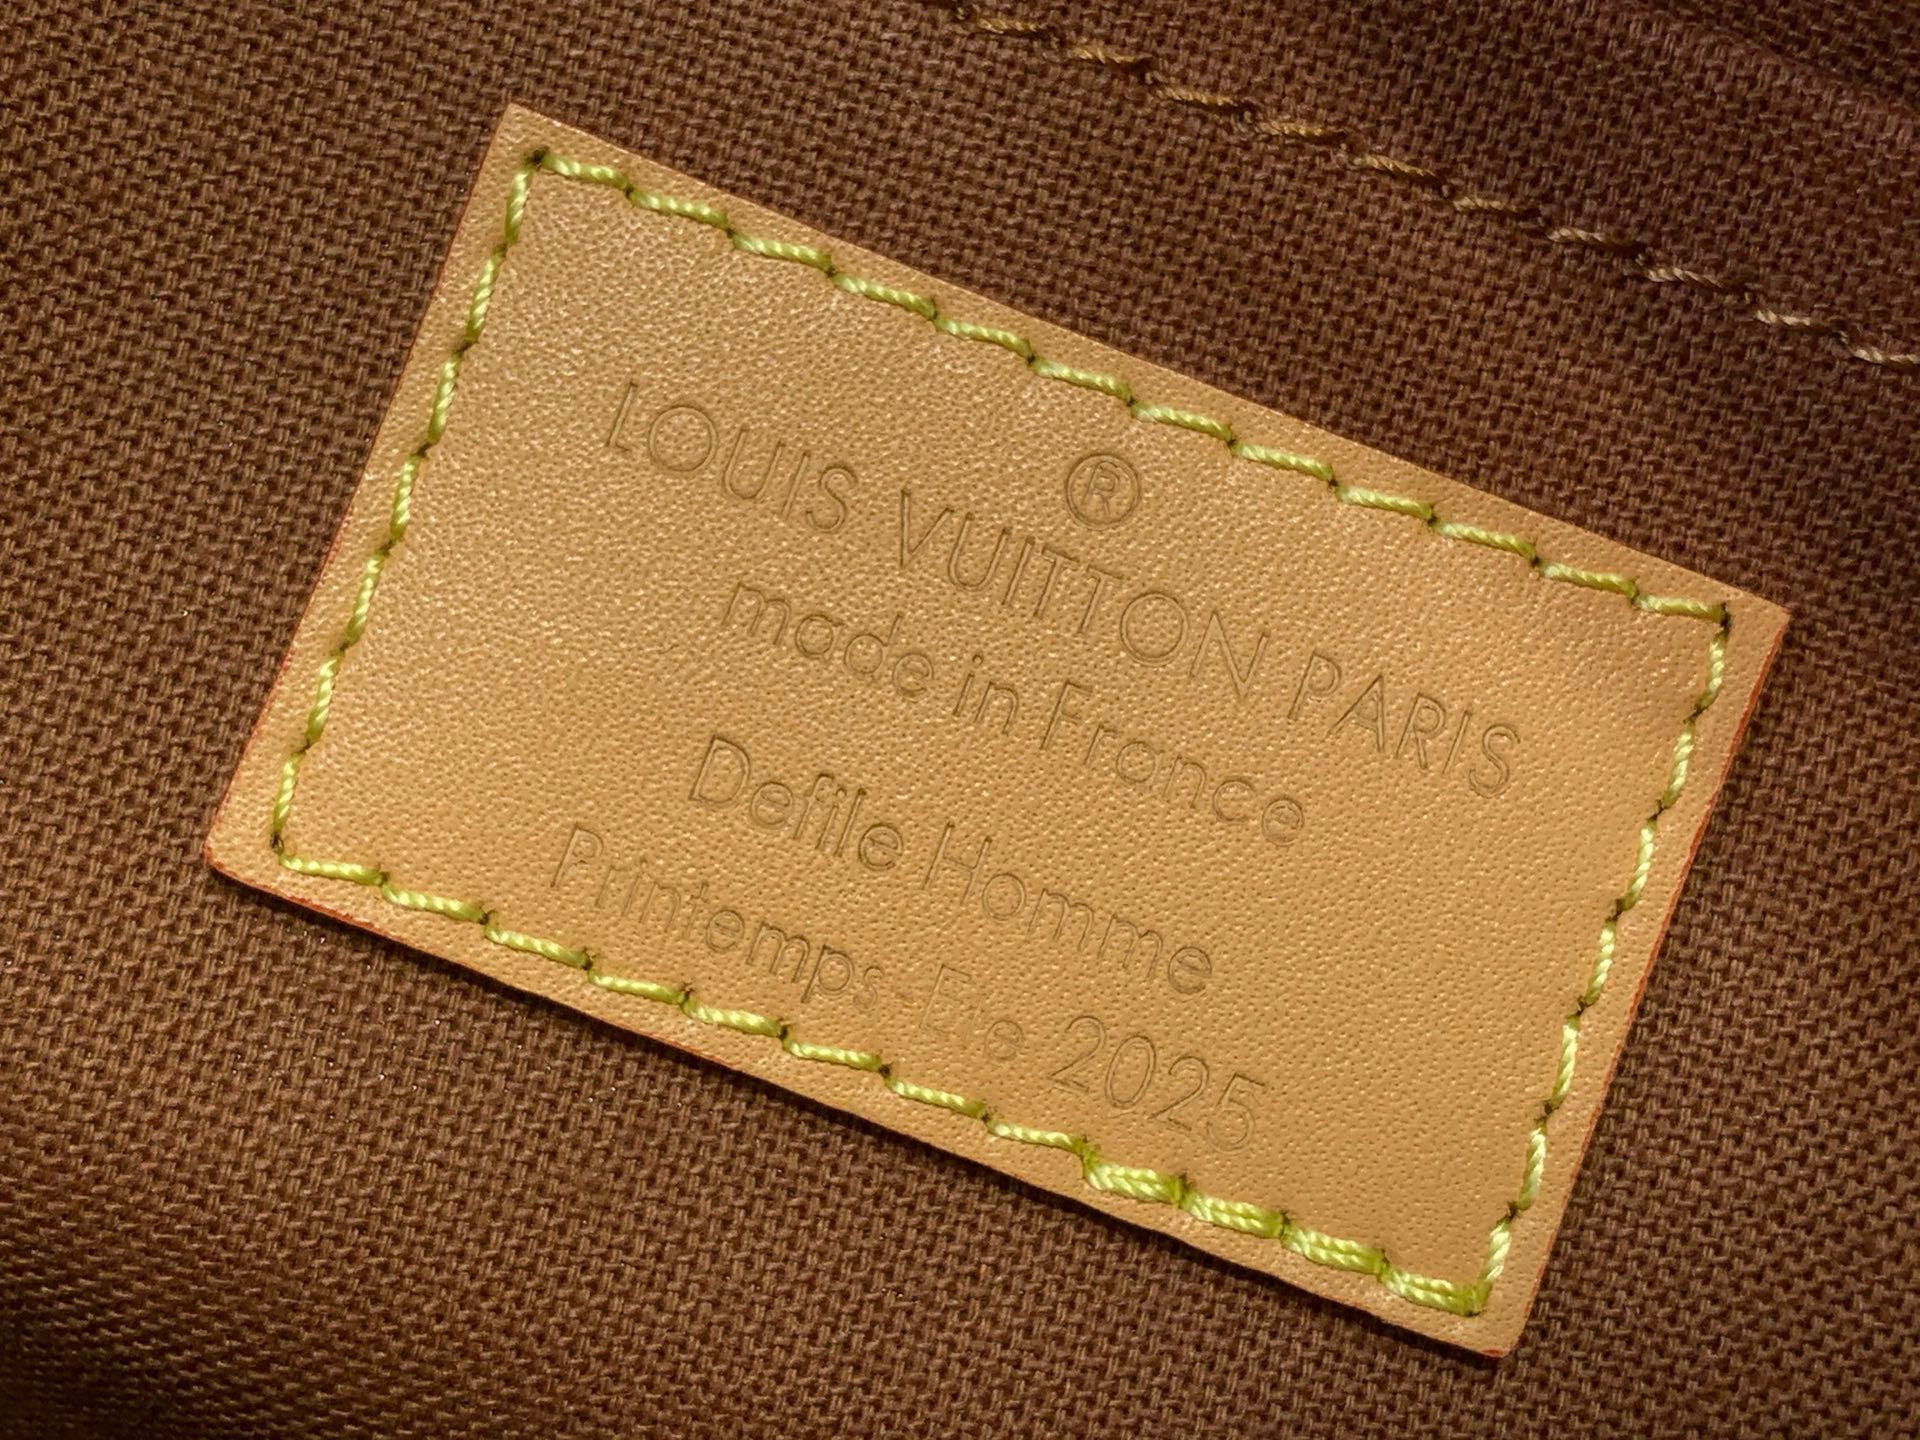 ®
LOUIS VUITTON PARIS
made in France
Defile Homme
Printemps-Ete 2025